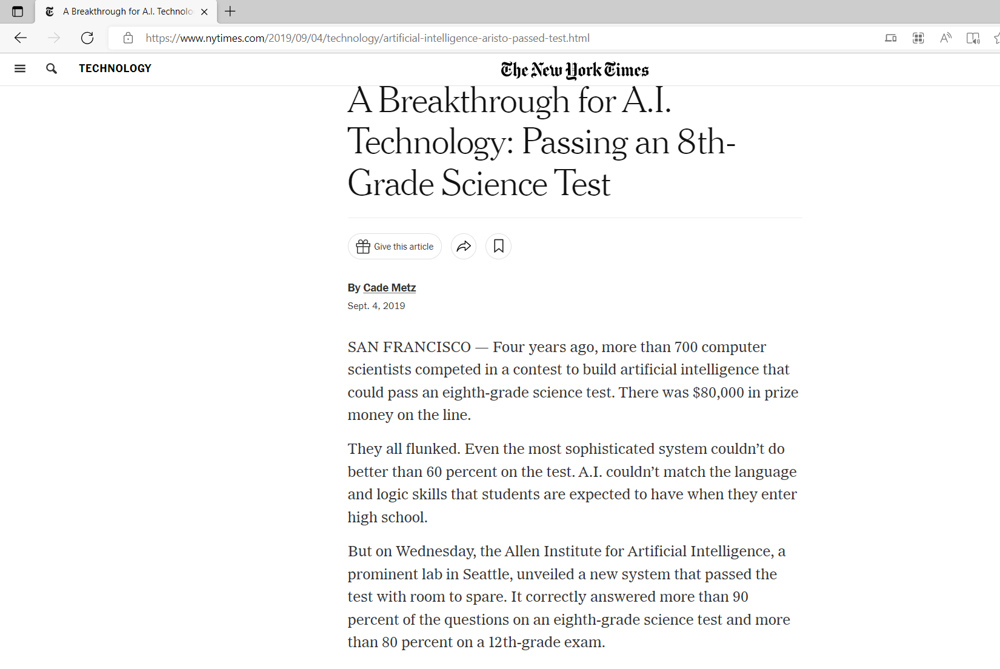 A Breakthrough for A.I. Technolo
https://www.nytimes.com/2019/09/04/technology/artificial-intelligence-aristo-passed-test.html
TECHNOLOGY
The New York Times
A Breakthrough for A.I.
Technology: Passing an 8th-
Grade Science Test
Give this article
By Cade Metz
Sept. 4, 2019
SAN FRANCISCO — Four years ago, more than 700 computer
scientists competed in a contest to build artificial intelligence that
could pass an eighth-grade science test. There was $80,000 in prize
money on the line.
They all flunked. Even the most sophisticated system couldn’t do
better than 60 percent on the test. A.I. couldn’t match the language
and logic skills that students are expected to have when they enter
high school.
But on Wednesday, the Allen Institute for Artificial Intelligence, a
prominent lab in Seattle, unveiled a new system that passed the
test with room to spare. It correctly answered more than 90
percent of the questions on an eighth-grade science test and more
than 80 percent on a 12th-grade exam.